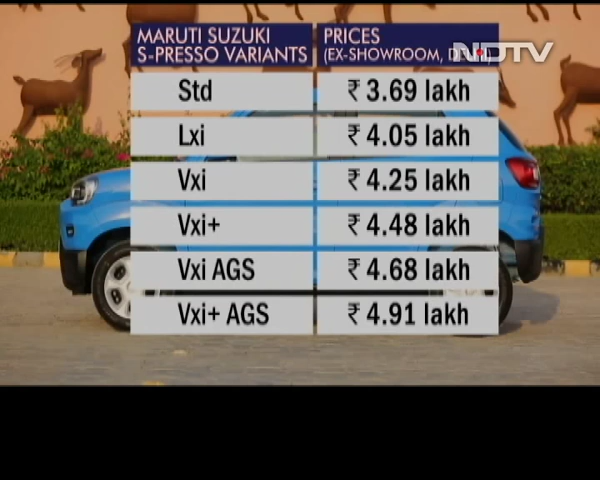 MARUTI SUZUKI
S-PRESSO VARIANTS
PRICES
(EX-SHOWROOM,
NDTV
Std ₹ 3.69 lakh
Lxi ₹ 4.05 lakh
Vxi ₹ 4.25 lakh
Vxi+ ₹ 4.48 lakh
Vxi AGS ₹ 4.68 lakh
Vxi+ AGS ₹ 4.91 lakh